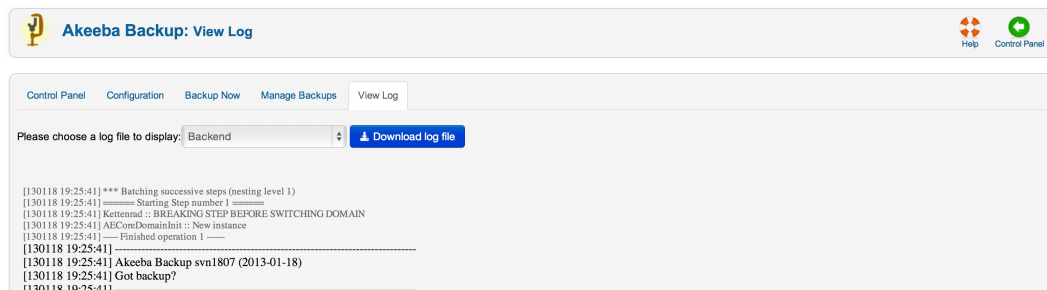 Akeeba Backup: View Log
Help
Control Panel
Control Panel
Configuration
Backup Now
Manage Backups
View Log
Please choose a log file to display:
Backend
Download log file
[130118 19:25:41] *** Batching successive steps (nesting level 1)
[130118 19:25:41] ====== Starting Step number 1 ======
[130118 19:25:41] Kettenrad :: BREAKING STEP BEFORE SWITCHING DOMAIN
[130118 19:25:41] AECoreDomainInit :: New instance
[130118 19:25:41] ----- Finished operation 1 ------
[130118 19:25:41] --------------------------------------------------------------------------------
[130118 19:25:41] Akeeba Backup svn1807 (2013-01-18)
[130118 19:25:41] Got backup?
[130118 19:25:41] --------------------------------------------------------------------------------